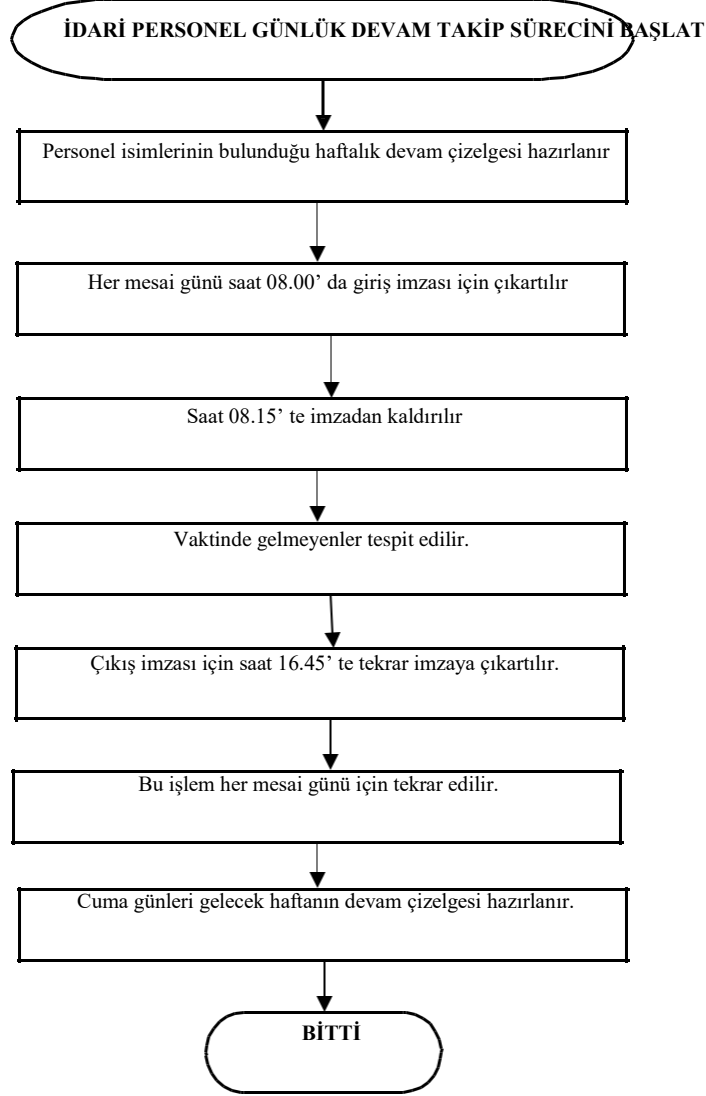 İDARİ PERSONEL GÜNLÜK DEVAM TAKİP SÜRECİNİ BAŞLAT
Personel isimlerinin bulunduğu haftalık devam çizelgesi hazırlanır
Her mesai günü saat 08.00’ da giriş imzası için çıkartılır
Saat 08.15’ te imzadan kaldırılır
Vaktinde gelmeyenler tespit edilir.
Çıkış imzası için saat 16.45’ te tekrar imzaya çıkartılır.
Bu işlem her mesai günü için tekrar edilir.
Cuma günleri gelecek haftanın devam çizelgesi hazırlanır.
BİTTİ